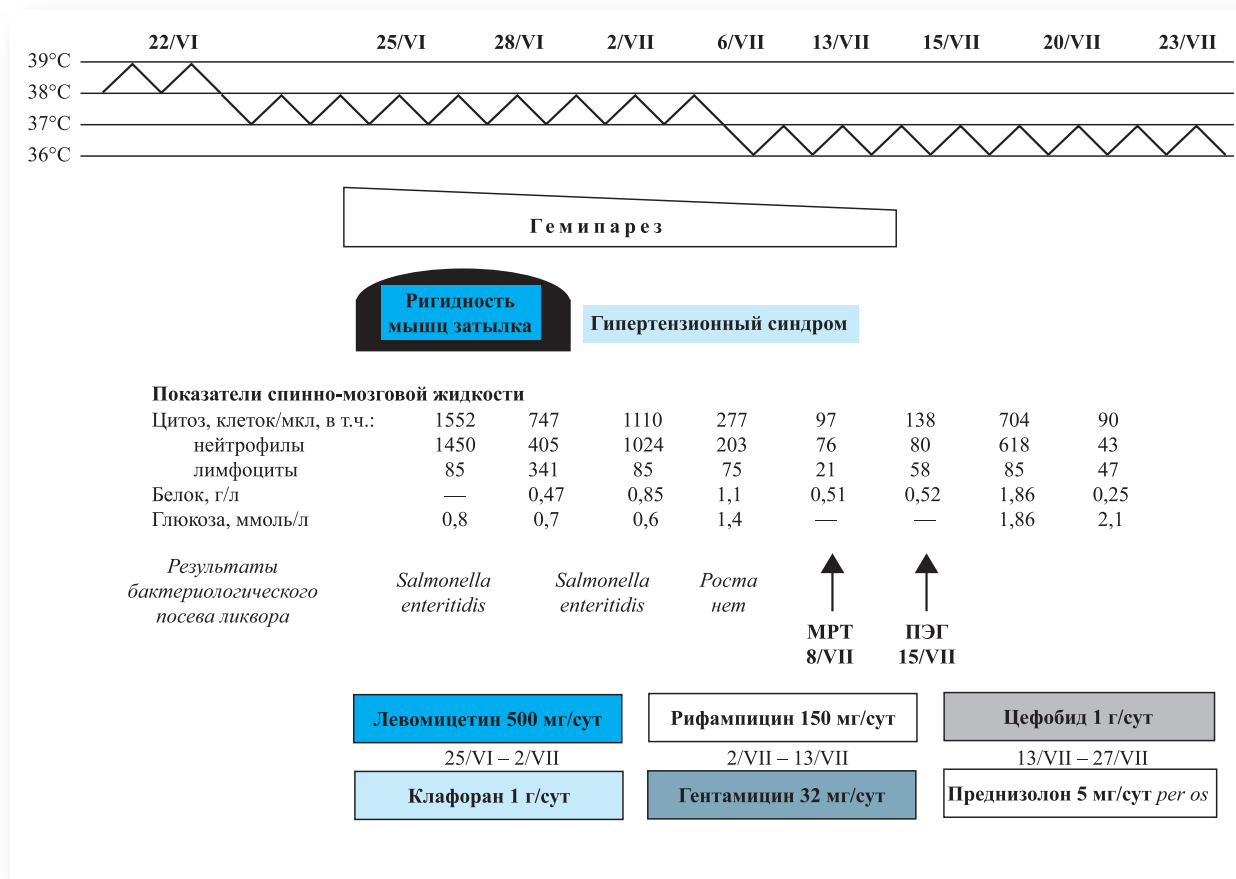 22/VI 25/VI 28/VI 2/VII 6/VII 13/VII 15/VII 20/VII 23/VII
39°C
38°C
37°C
36°C
Гемипарез
Ригидность
мышц затылка
Гипертензионный синдром
Показатели спинно-мозговой жидкости
Цитоз, клеток/мкл, в т.ч.: 1552 747 1110 277 97 138 704 90
нейтрофилы 1450 405 1024 203 76 80 618 43
лимфоциты 85 341 85 75 21 58 85 47
Белок, г/л — 0,47 0,85 1,1 0,51 0,52 1,86 0,25
Глюкоза, ммоль/л 0,8 0,7 0,6 1,4 — — 1,86 2,1
Результаты
бактериологического
посева ликвора
Salmonella
enteritidis
Salmonella
enteritidis
Роста
нет
МРТ
8/VII
ПЭГ
15/VII
Левомицетин 500 мг/сут
Рифампицин 150 мг/сут
Цефобид 1 г/сут
25/VI – 2/VII
2/VII – 13/VII
13/VII – 27/VII
Клафоран 1 г/сут
Гентамицин 32 мг/сут
Преднизолон 5 мг/сут per os